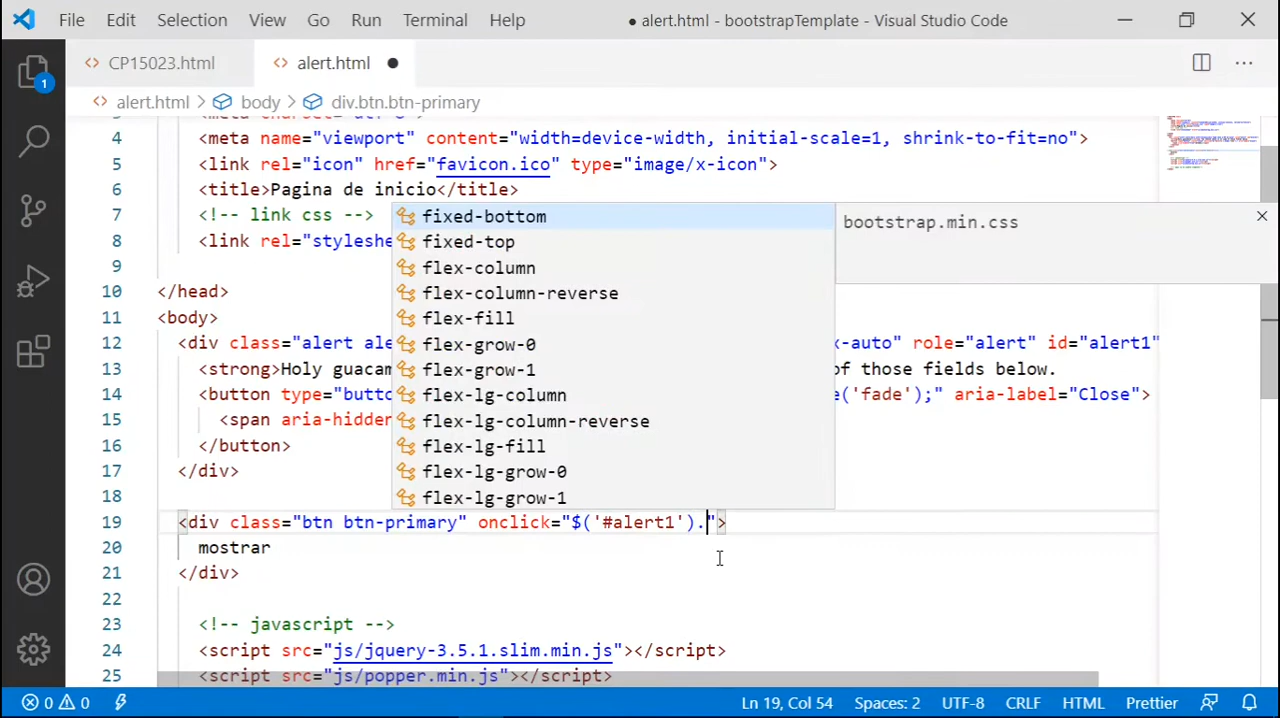 File Edit Selection View Go Run Terminal Help ● alert.html - bootstrapTemplate - Visual Studio Code
CP15023.html alert.html
alert.html > body > div.btn.btn-primary
4 <meta name="viewport" content="width=device-width, initial-scale=1, shrink-to-fit=no">
5 <link rel="icon" href="favicon.ico" type="image/x-icon">
6 <title>Pagina de inicio</title>
7 <!-- link css -->
8 <link rel="styleshe
9
10 </head>
11 <body>
12 <div class="alert ale x-auto" role="alert" id="alert1"
13 <strong>Holy guacam of those fields below.
14 <button type="butto e('fade');" aria-label="Close">
15 <span aria-hidden
16 </button>
17 </div>
18
19 <div class="btn btn-primary" onclick="$('#alert1').">
20 mostrar
21 </div>
22
23 <!-- javascript -->
24 <script src="js/jquery-3.5.1.slim.min.js"></script>
25 <script src="js/popper.min.js"></script>
fixed-bottom
fixed-top
flex-column
flex-column-reverse
flex-fill
flex-grow-0
flex-grow-1
flex-lg-column
flex-lg-column-reverse
flex-lg-fill
flex-lg-grow-0
flex-lg-grow-1
bootstrap.min.css
1
0 0 Ln 19, Col 54 Spaces: 2 UTF-8 CRLF HTML Prettier